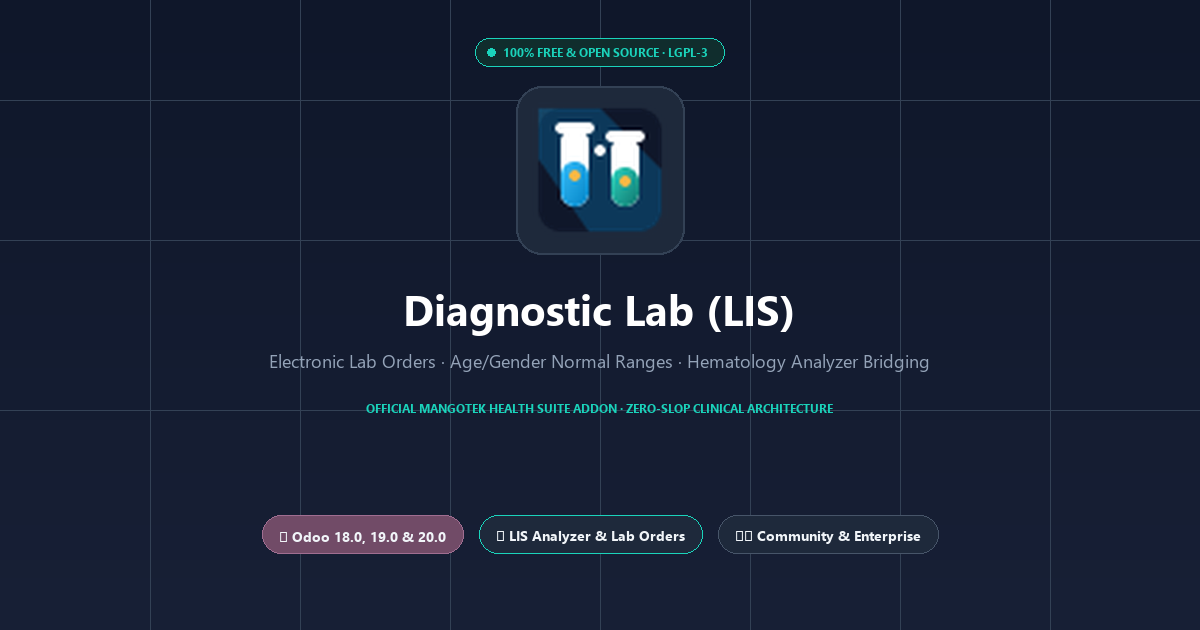 100% FREE & OPEN SOURCE · LGPL-3
Diagnostic Lab (LIS)
Electronic Lab Orders · Age/Gender Normal Ranges · Hematology Analyzer Bridging
OFFICIAL MANGOTEK HEALTH SUITE ADDON · ZERO-SLOP CLINICAL ARCHITECTURE
Odoo 18.0, 19.0 & 20.0
LIS Analyzer & Lab Orders
Community & Enterprise